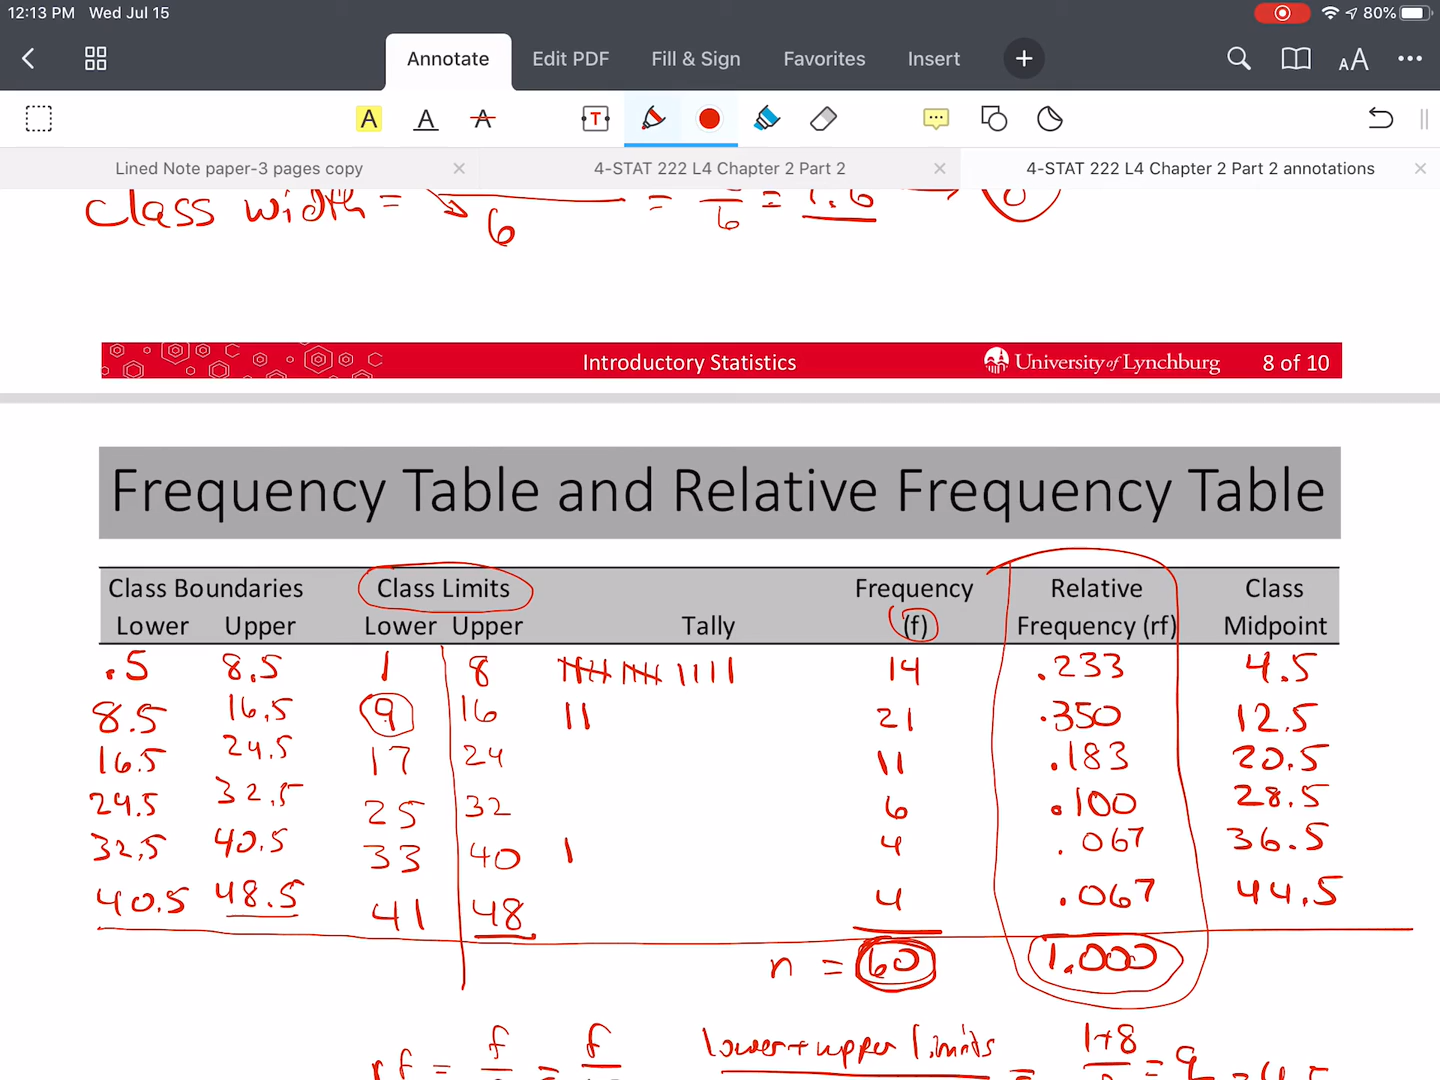 12:13 PM Wed Jul 15
80%
Annotate Edit PDF Fill & Sign Favorites Insert
A A A T AA
Lined Note paper-3 pages copy
4-STAT 222 L4 Chapter 2 Part 2
4-STAT 222 L4 Chapter 2 Part 2 annotations
Class width =
6 = 6 = 7.6
Introductory Statistics University of Lynchburg 8 of 10
Frequency Table and Relative Frequency Table
Class Boundaries Class Limits Frequency Relative Class
Lower Upper Lower Upper Tally (f) Frequency (rf) Midpoint
.5 8.5 1 8 14 .233 4.5
8.5 16.5 9 16 || 21 .350 12.5
16.5 24.5 17 24 11 .183 20.5
24.5 32.5 25 32 6 .100 28.5
32.5 40.5 33 40 | 4 .067 36.5
40.5 48.5 41 48 4 .067 44.5
n = 60 1.000
rf = f = f
lower + upper limits = 1+8 = 9 = 4.5